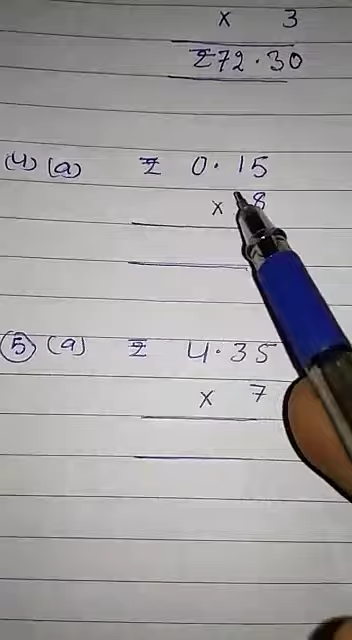 x 3
₹72.30
(4) (a) ₹ 0.15
x 8
(5) (a) ₹ 4.35
x 7